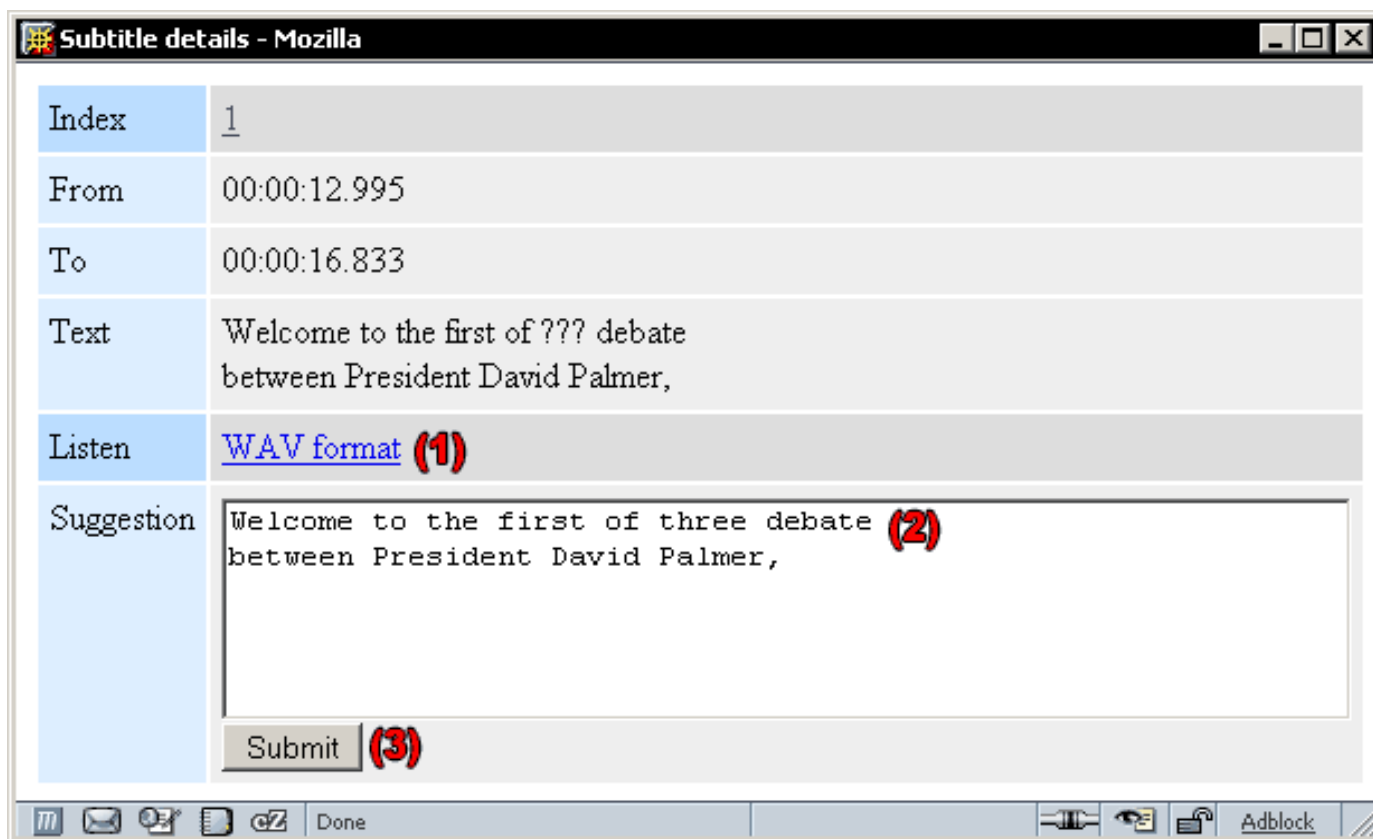 Subtitle details - Mozilla
Index 1
From 00:00:12.995
To 00:00:16.833
Text Welcome to the first of ??? debate
between President David Palmer,
Listen WAV format (1)
Suggestion Welcome to the first of three debate (2)
between President David Palmer,
Submit (3)
Done Adblock